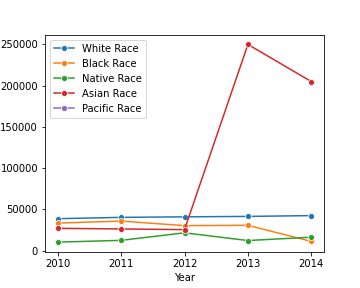 250000
200000
150000
100000
50000
0
White Race
Black Race
Native Race
Asian Race
Pacific Race
2010 2011 2012 2013 2014
Year